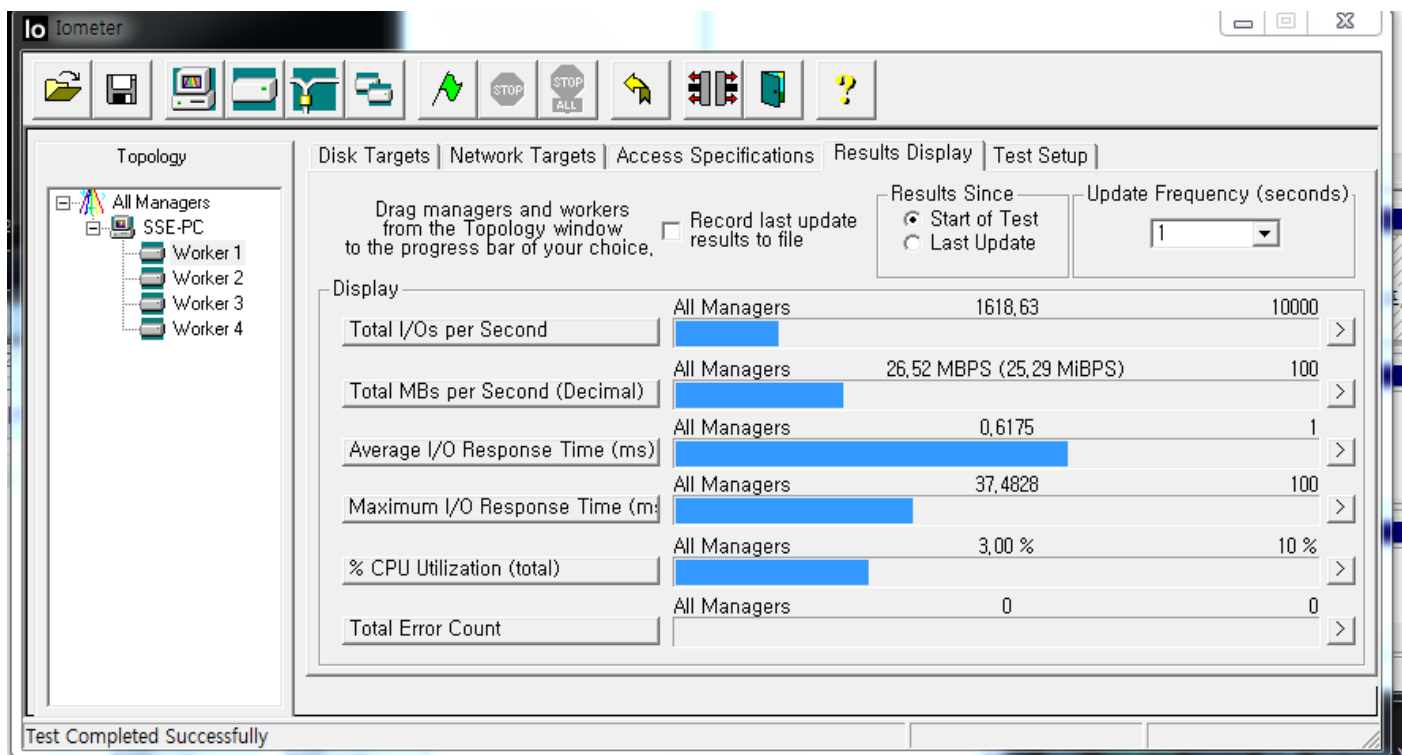 Io Iometer
STOP
STOP
ALL
?
Topology
All Managers
SSE-PC
Worker 1
Worker 2
Worker 3
Worker 4
Disk Targets
Network Targets
Access Specifications
Results Display
Test Setup
Drag managers and workers
from the Topology window
to the progress bar of your choice,
Record last update
results to file
Results Since
Start of Test
Last Update
Update Frequency (seconds)
1
Display
Total I/Os per Second
All Managers 1618,63 10000
>
Total MBs per Second (Decimal)
All Managers 26,52 MBPS (25,29 MiBPS) 100
>
Average I/O Response Time (ms)
All Managers 0,6175 1
>
Maximum I/O Response Time (ms
All Managers 37,4828 100
>
% CPU Utilization (total)
All Managers 3,00 % 10 %
>
Total Error Count
All Managers 0 0
>
Test Completed Successfully